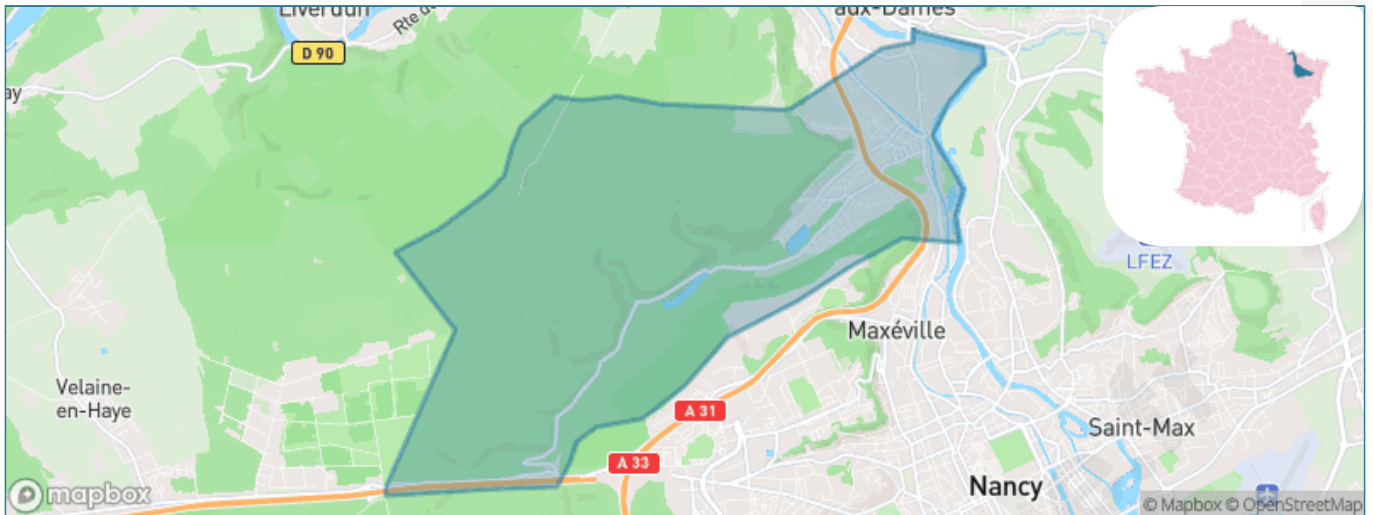 Liverdun
aux-Dames
Rte d
D 90
ay
LFEZ
Maxéville
Velaine-
en-Haye
A 31
Saint-Max
A 33
Nancy
mapbox
© Mapbox © OpenStreetMap